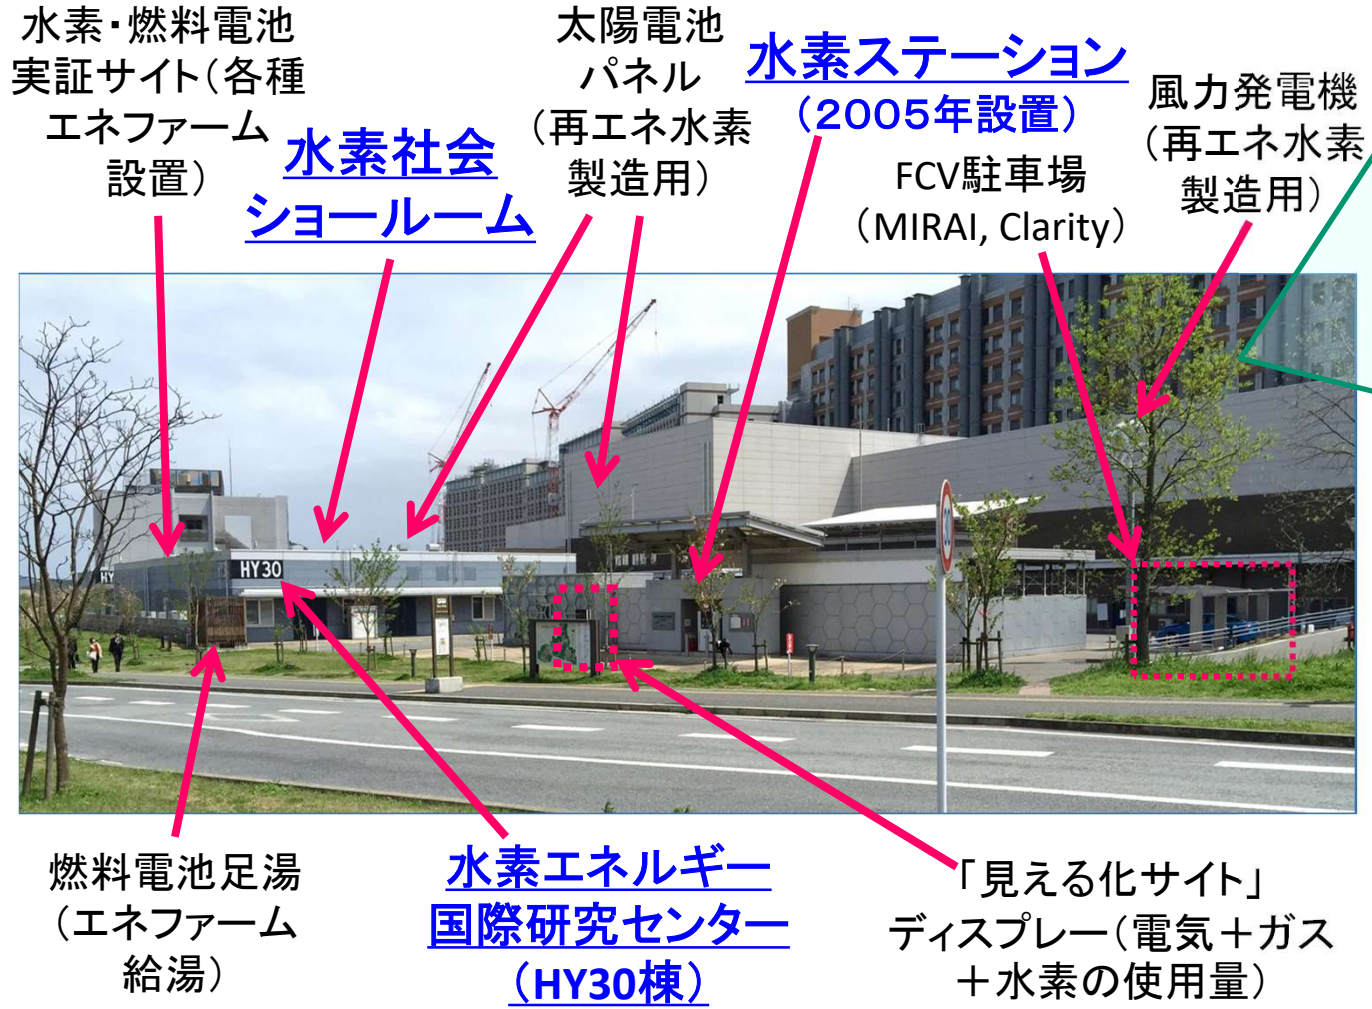 水素・燃料電池
実証サイト（各種
エネファーム
設置）
水素社会
ショールーム
太陽電池
パネル
（再エネ水素
製造用）
水素ステーション
（２００５年設置）
FCV駐車場
（MIRAI, Clarity）
風力発電機
（再エネ水素
製造用）
HY
HY30
30
燃料電池足湯
（エネファーム
給湯）
水素エネルギー
国際研究センター
（HY30棟）
「見える化サイト」
ディスプレー（電気＋ガス
＋水素の使用量）